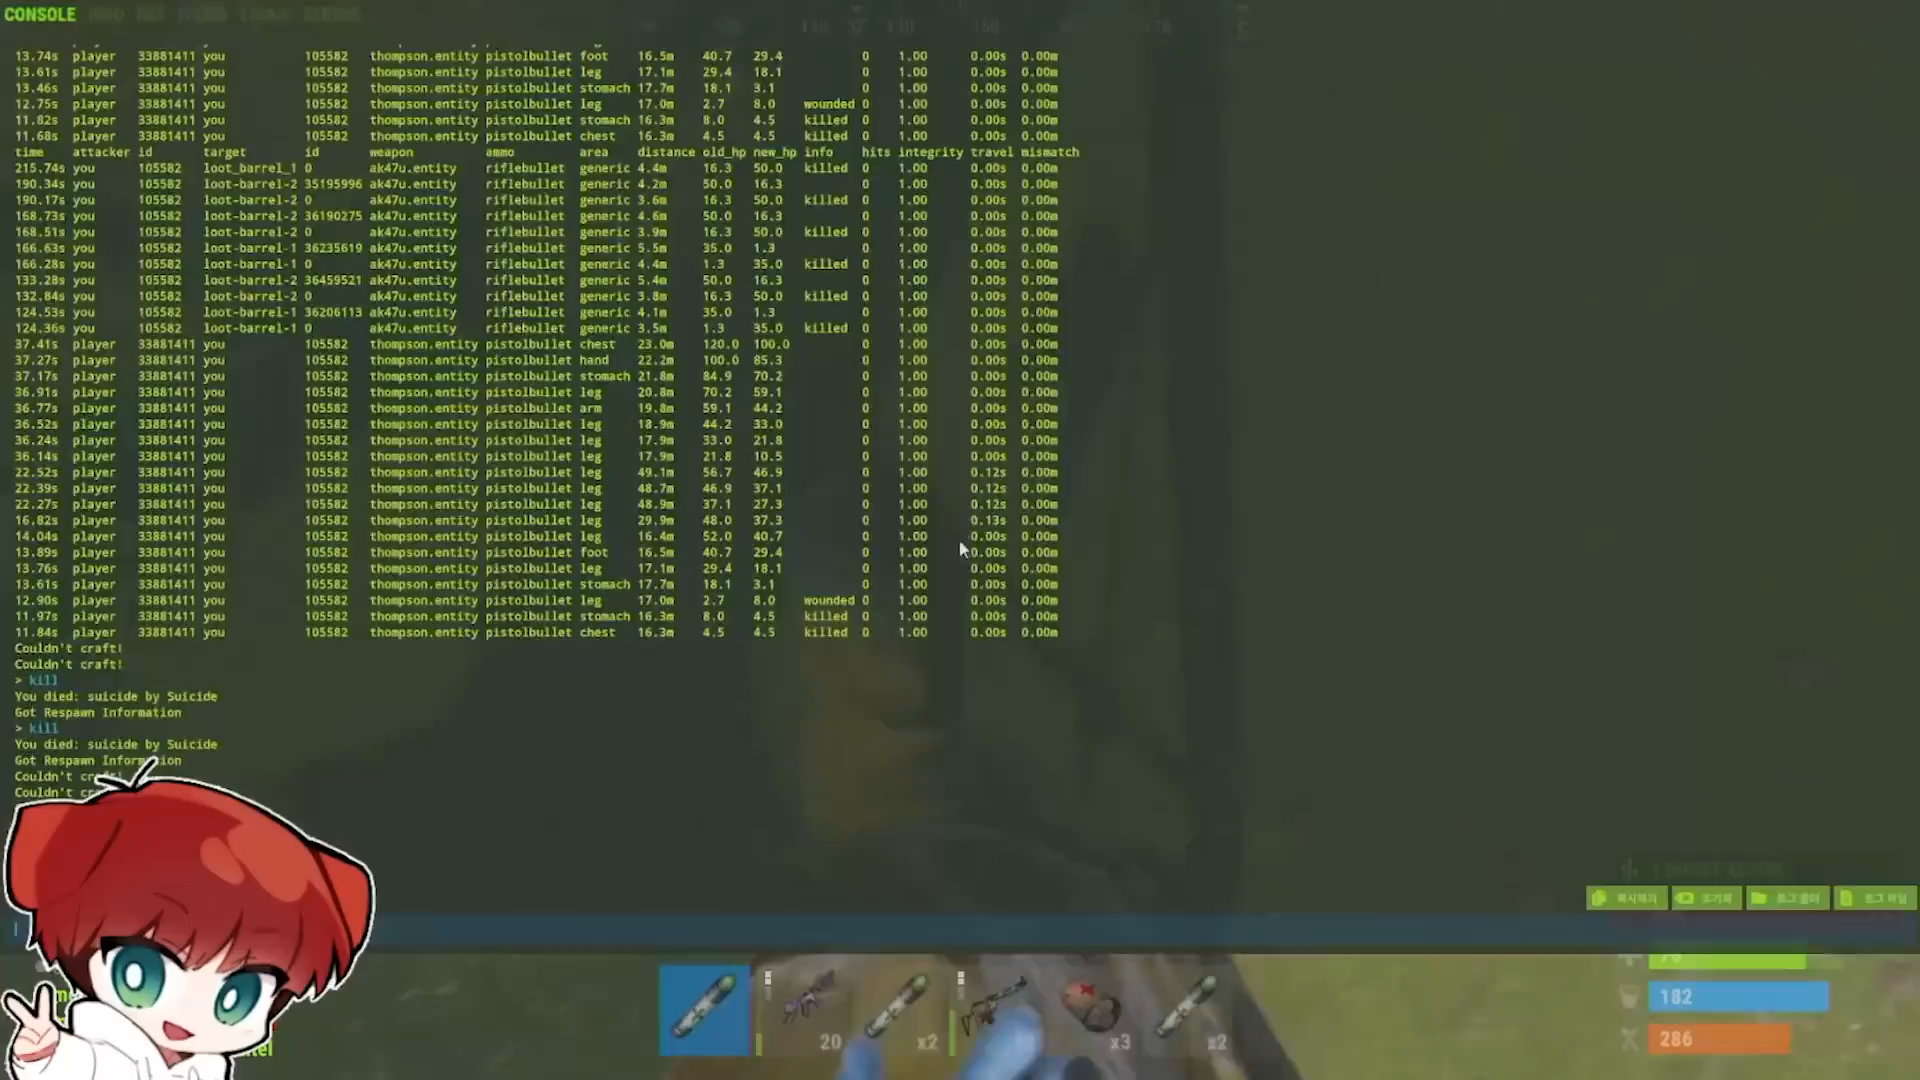 CONSOLE
13.74s player 33881411 you 105582 thompson.entity pistolbullet foot 16.5m 40.7 29.4 0 1.00 0.00s 0.00m
13.61s player 33881411 you 105582 thompson.entity pistolbullet leg 17.1m 29.4 18.1 0 1.00 0.00s 0.00m
13.46s player 33881411 you 105582 thompson.entity pistolbullet stomach 17.7m 18.1 3.1 0 1.00 0.00s 0.00m
12.75s player 33881411 you 105582 thompson.entity pistolbullet leg 17.0m 2.7 8.0 wounded 0 1.00 0.00s 0.00m
11.82s player 33881411 you 105582 thompson.entity pistolbullet stomach 16.3m 8.0 4.5 killed 0 1.00 0.00s 0.00m
11.68s player 33881411 you 105582 thompson.entity pistolbullet chest 16.3m 4.5 4.5 killed 0 1.00 0.00s 0.00m
time attacker id target id weapon ammo area distance old_hp new_hp info hits integrity travel mismatch
215.74s you 105582 loot_barrel_1 0 ak47u.entity riflebullet generic 4.4m 16.3 50.0 killed 0 1.00 0.00s 0.00m
190.34s you 105582 loot-barrel-2 35195996 ak47u.entity riflebullet generic 4.2m 50.0 16.3 0 1.00 0.00s 0.00m
190.17s you 105582 loot-barrel-2 0 ak47u.entity riflebullet generic 3.6m 16.3 50.0 killed 0 1.00 0.00s 0.00m
168.73s you 105582 loot-barrel-2 36190275 ak47u.entity riflebullet generic 4.6m 50.0 16.3 0 1.00 0.00s 0.00m
168.51s you 105582 loot-barrel-2 0 ak47u.entity riflebullet generic 3.9m 16.3 50.0 killed 0 1.00 0.00s 0.00m
166.63s you 105582 loot-barrel-1 36235619 ak47u.entity riflebullet generic 5.5m 35.0 1.3 0 1.00 0.00s 0.00m
166.28s you 105582 loot-barrel-1 0 ak47u.entity riflebullet generic 4.4m 1.3 35.0 killed 0 1.00 0.00s 0.00m
133.28s you 105582 loot-barrel-2 36459521 ak47u.entity riflebullet generic 5.4m 50.0 16.3 0 1.00 0.00s 0.00m
132.84s you 105582 loot-barrel-2 0 ak47u.entity riflebullet generic 3.8m 16.3 50.0 killed 0 1.00 0.00s 0.00m
124.53s you 105582 loot-barrel-1 36206113 ak47u.entity riflebullet generic 4.1m 35.0 1.3 0 1.00 0.00s 0.00m
124.36s you 105582 loot-barrel-1 0 ak47u.entity riflebullet generic 3.5m 1.3 35.0 killed 0 1.00 0.00s 0.00m
37.41s player 33881411 you 105582 thompson.entity pistolbullet chest 23.0m 120.0 100.0 0 1.00 0.00s 0.00m
37.27s player 33881411 you 105582 thompson.entity pistolbullet hand 22.2m 100.0 85.3 0 1.00 0.00s 0.00m
37.17s player 33881411 you 105582 thompson.entity pistolbullet stomach 21.8m 84.9 70.2 0 1.00 0.00s 0.00m
36.91s player 33881411 you 105582 thompson.entity pistolbullet leg 20.8m 70.2 59.1 0 1.00 0.00s 0.00m
36.77s player 33881411 you 105582 thompson.entity pistolbullet arm 19.8m 59.1 44.2 0 1.00 0.00s 0.00m
36.52s player 33881411 you 105582 thompson.entity pistolbullet leg 18.9m 44.2 33.0 0 1.00 0.00s 0.00m
36.24s player 33881411 you 105582 thompson.entity pistolbullet leg 17.9m 33.0 21.8 0 1.00 0.00s 0.00m
36.14s player 33881411 you 105582 thompson.entity pistolbullet leg 17.9m 21.8 10.5 0 1.00 0.00s 0.00m
22.52s player 33881411 you 105582 thompson.entity pistolbullet leg 49.1m 56.7 46.9 0 1.00 0.12s 0.00m
22.39s player 33881411 you 105582 thompson.entity pistolbullet leg 48.7m 46.9 37.1 0 1.00 0.12s 0.00m
22.27s player 33881411 you 105582 thompson.entity pistolbullet leg 48.9m 37.1 27.3 0 1.00 0.12s 0.00m
16.82s player 33881411 you 105582 thompson.entity pistolbullet leg 29.9m 48.0 37.3 0 1.00 0.13s 0.00m
14.04s player 33881411 you 105582 thompson.entity pistolbullet leg 16.4m 52.0 40.7 0 1.00 0.00s 0.00m
13.89s player 33881411 you 105582 thompson.entity pistolbullet foot 16.5m 40.7 29.4 0 1.00 0.00s 0.00m
13.76s player 33881411 you 105582 thompson.entity pistolbullet leg 17.1m 29.4 18.1 0 1.00 0.00s 0.00m
13.61s player 33881411 you 105582 thompson.entity pistolbullet stomach 17.7m 18.1 3.1 0 1.00 0.00s 0.00m
12.90s player 33881411 you 105582 thompson.entity pistolbullet leg 17.0m 2.7 8.0 wounded 0 1.00 0.00s 0.00m
11.97s player 33881411 you 105582 thompson.entity pistolbullet stomach 16.3m 8.0 4.5 killed 0 1.00 0.00s 0.00m
11.84s player 33881411 you 105582 thompson.entity pistolbullet chest 16.3m 4.5 4.5 killed 0 1.00 0.00s 0.00m
Couldn't craft!
Couldn't craft!
> kill
You died: suicide by Suicide
Got Respawn Information
> kill
You died: suicide by Suicide
Got Respawn
Couldn't
Couldn't
182
20 x2 x3 x2
286